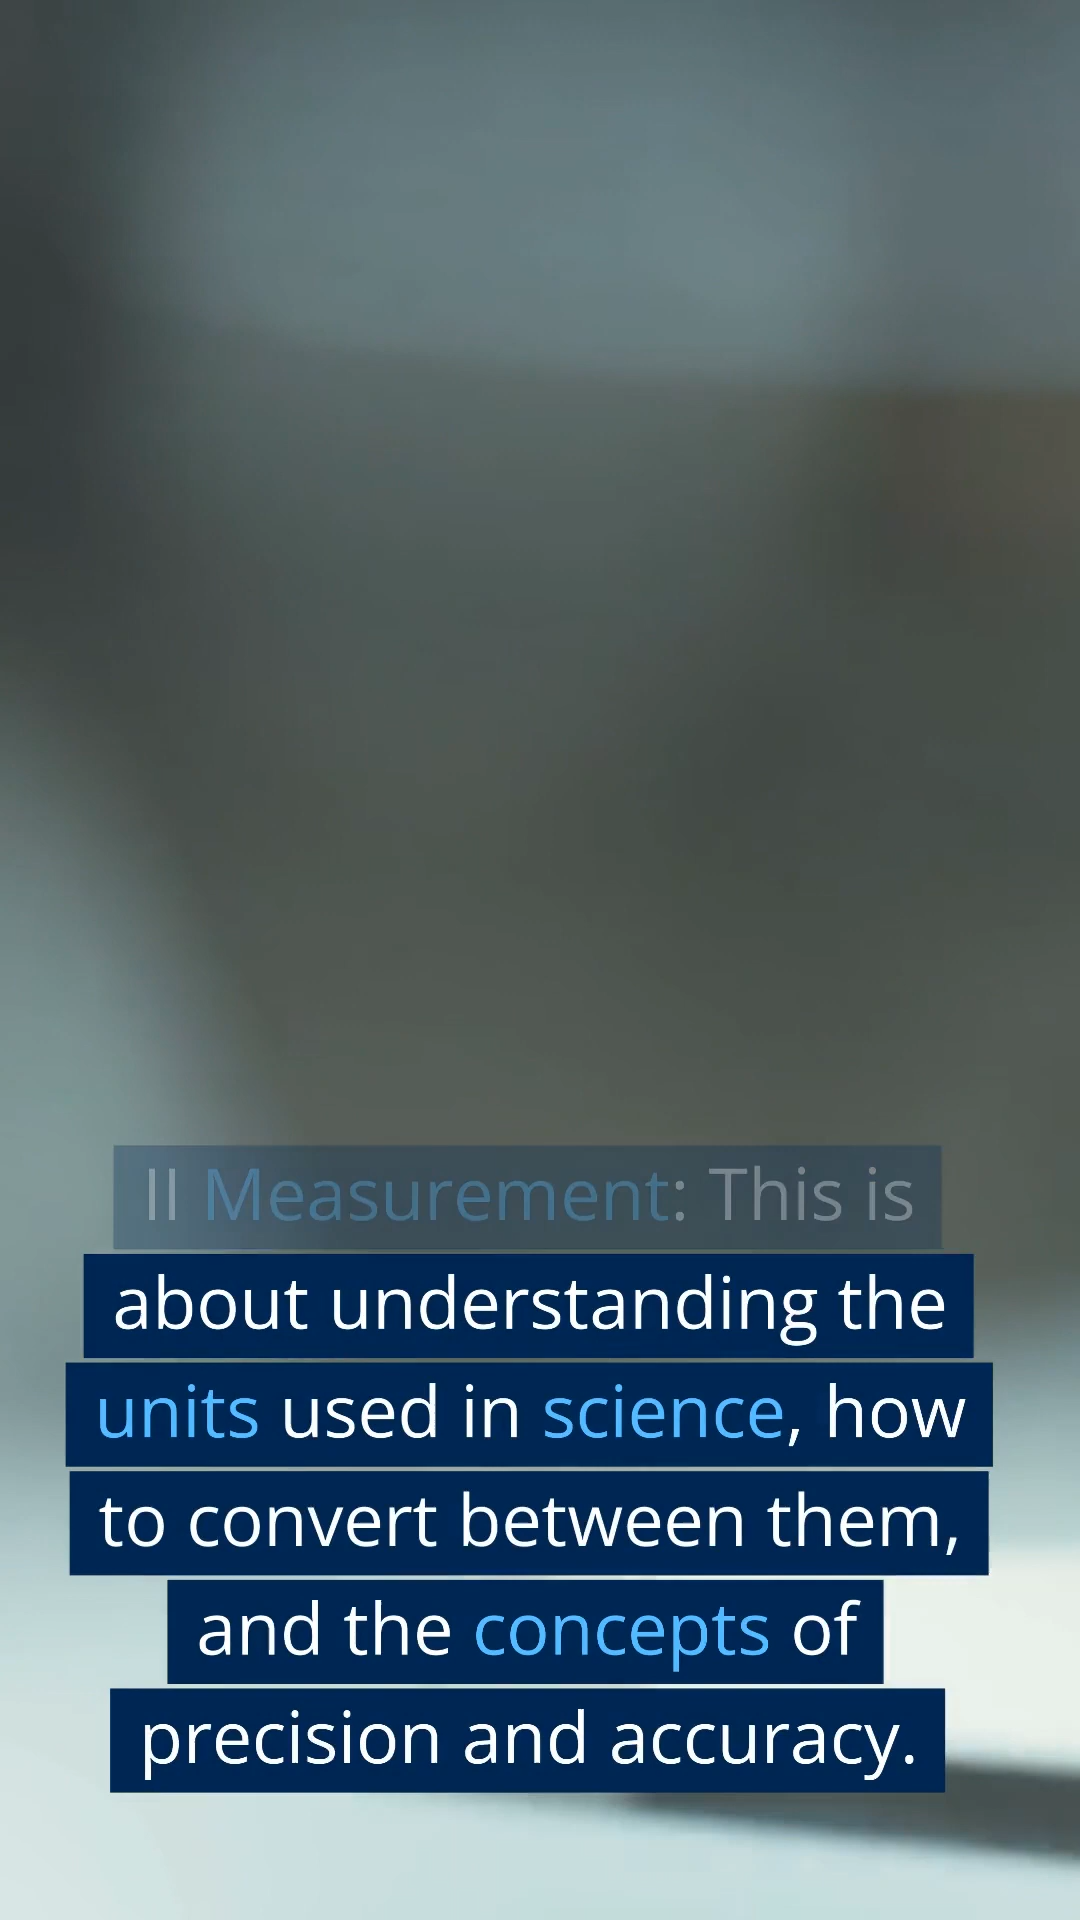 II Measurement: This is
about understanding the
units used in science, how
to convert between them,
and the concepts of
precision and accuracy.